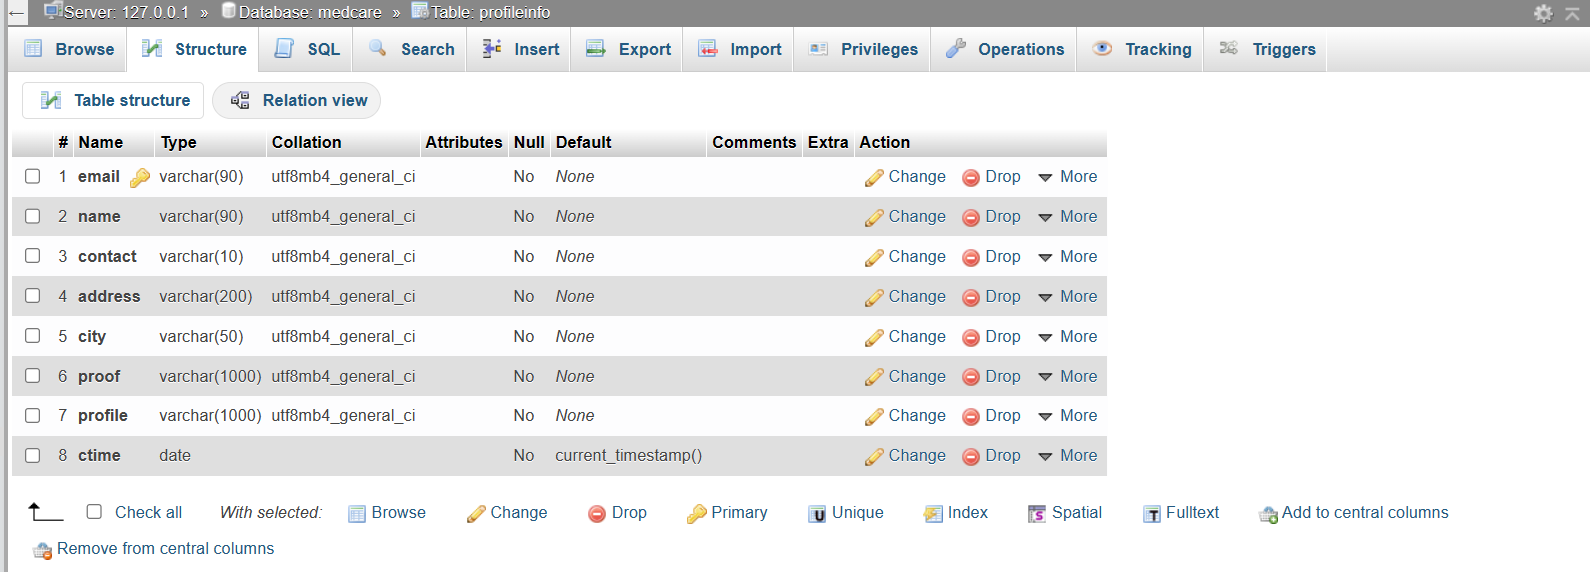 Server: 127.0.0.1 » Database: medcare » Table: profileinfo
Browse Structure SQL Search Insert Export Import Privileges Operations Tracking Triggers
Table structure Relation view
# Name Type Collation Attributes Null Default Comments Extra Action
1 email varchar(90) utf8mb4_general_ci No None Change Drop More
2 name varchar(90) utf8mb4_general_ci No None Change Drop More
3 contact varchar(10) utf8mb4_general_ci No None Change Drop More
4 address varchar(200) utf8mb4_general_ci No None Change Drop More
5 city varchar(50) utf8mb4_general_ci No None Change Drop More
6 proof varchar(1000) utf8mb4_general_ci No None Change Drop More
7 profile varchar(1000) utf8mb4_general_ci No None Change Drop More
8 ctime date No current_timestamp() Change Drop More
Check all With selected: Browse Change Drop Primary Unique Index Spatial Fulltext Add to central columns
Remove from central columns